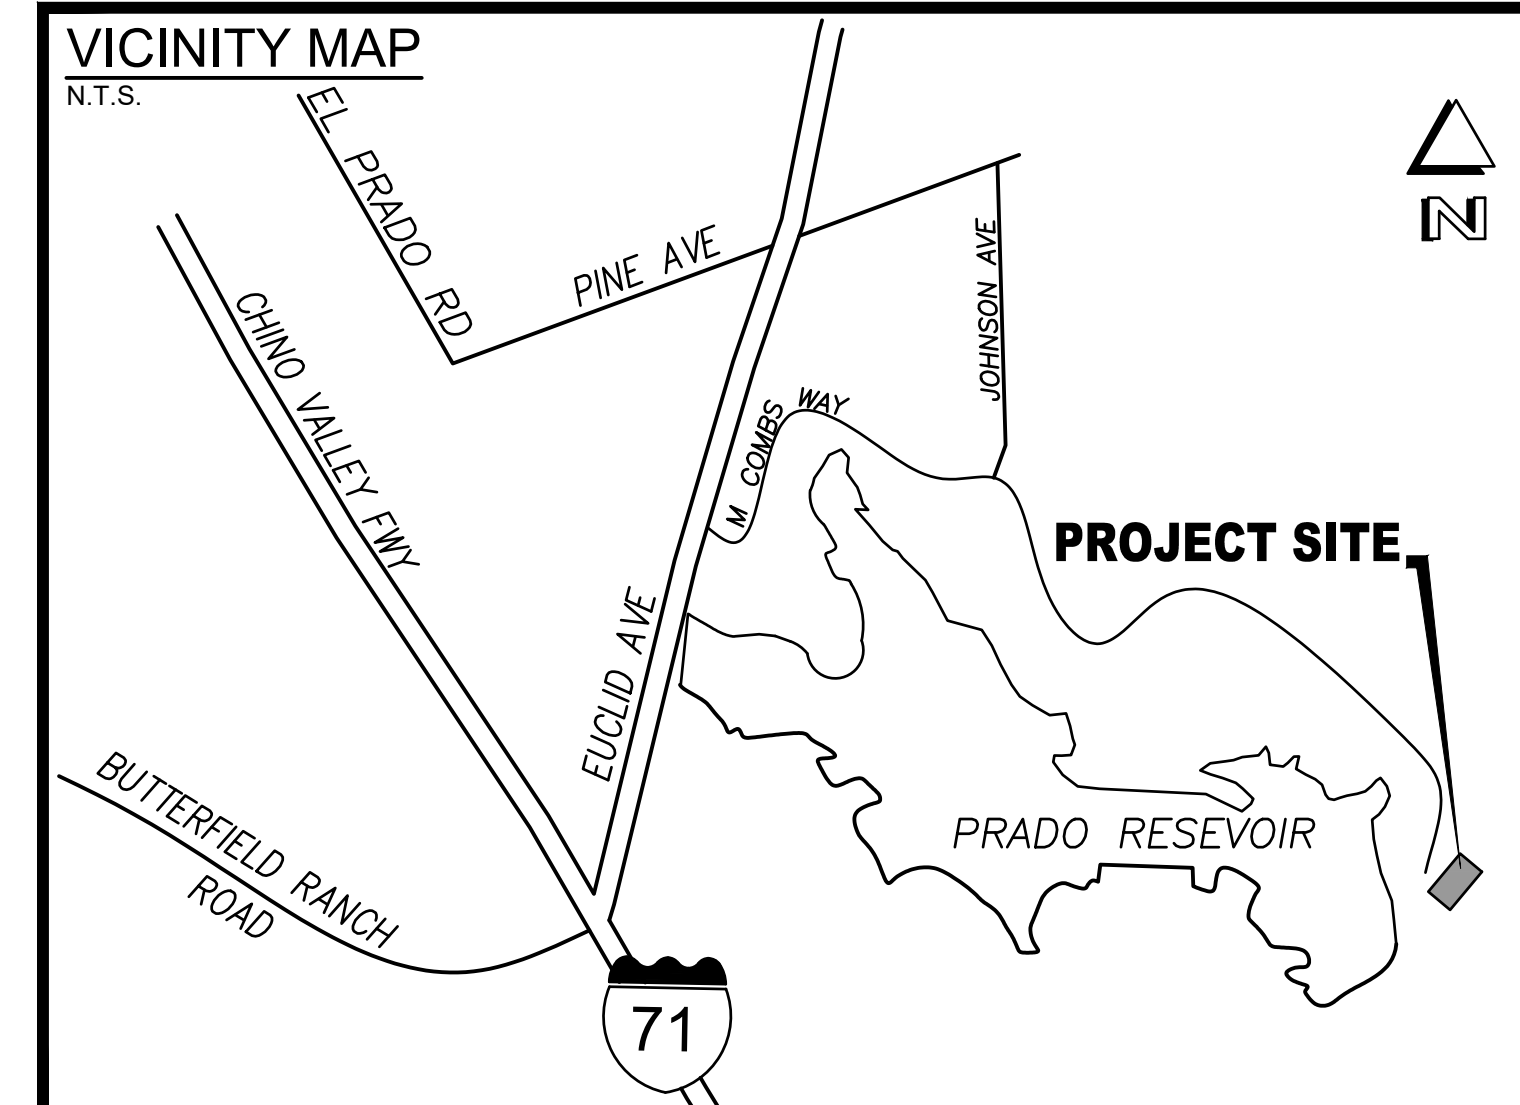 VICINITY MAP
N.T.S.
EL PRADO RD
N
PINE AVE
JOHNSON AVE
CHINO VALLEY FWY
M COMBS WAY
PROJECT SITE
EUCLID AVE
BUTTERFIELD RANCH
ROAD
PRADO RESEVOIR
71